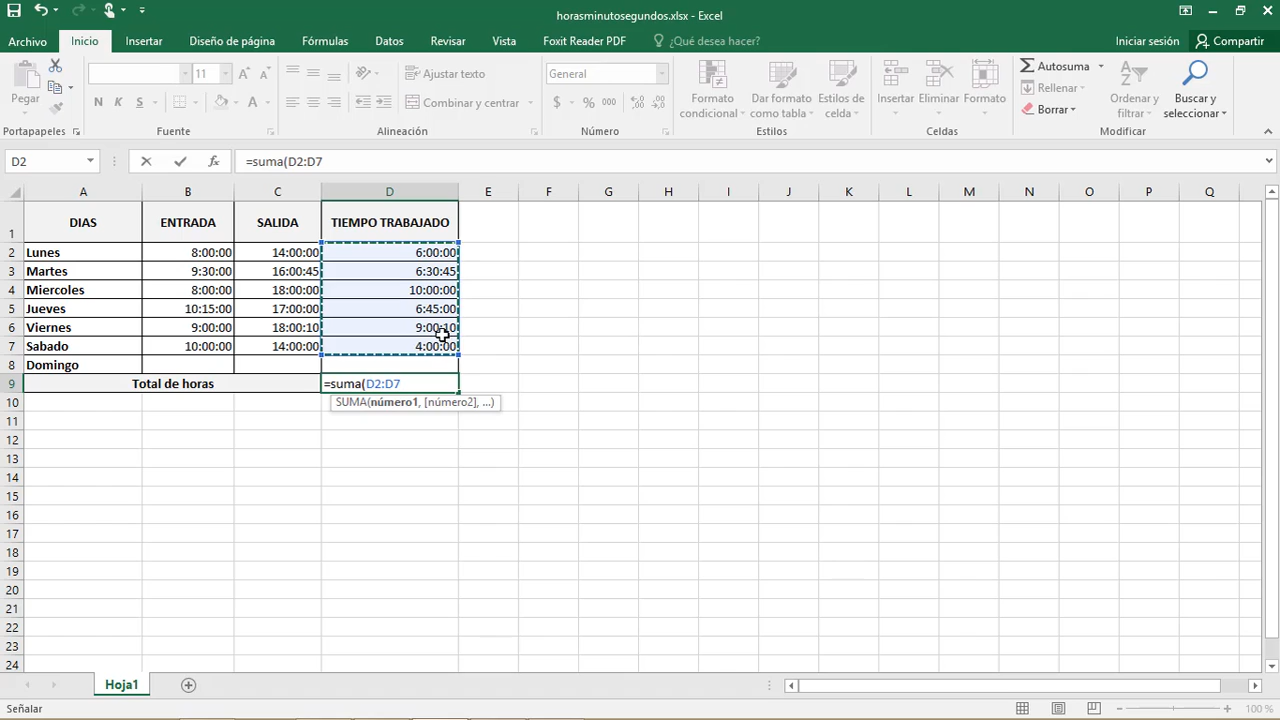 horasminutosegundos.xlsx - Excel
Archivo Inicio Insertar Diseño de página Fórmulas Datos Revisar Vista Foxit Reader PDF ¿Qué desea hacer? Iniciar sesión Compartir
Pegar
11
N K S
Ajustar texto
Combinar y centrar
General
$ % 000
Formato condicional
Dar formato como tabla
Estilos de celda
Insertar
Eliminar
Formato
Autosuma
Rellenar
Borrar
Ordenar y filtrar
Buscar y seleccionar
Portapapeles Fuente Alineación Número Estilos Celdas Modificar
D2 fx =suma(D2:D7
A B C D E F G H I J K L M N O P Q
1 DIAS ENTRADA SALIDA TIEMPO TRABAJADO
2 Lunes 8:00:00 14:00:00 6:00:00
3 Martes 9:30:00 16:00:45 6:30:45
4 Miercoles 8:00:00 18:00:00 10:00:00
5 Jueves 10:15:00 17:00:00 6:45:00
6 Viernes 9:00:00 18:00:10 9:00:10
7 Sabado 10:00:00 14:00:00 4:00:00
8 Domingo
9 Total de horas =suma(D2:D7
10 SUMA(número1, [número2], ...)
11
12
13
14
15
16
17
18
19
20
21
22
23
24
Hoja1
Señalar 100 %